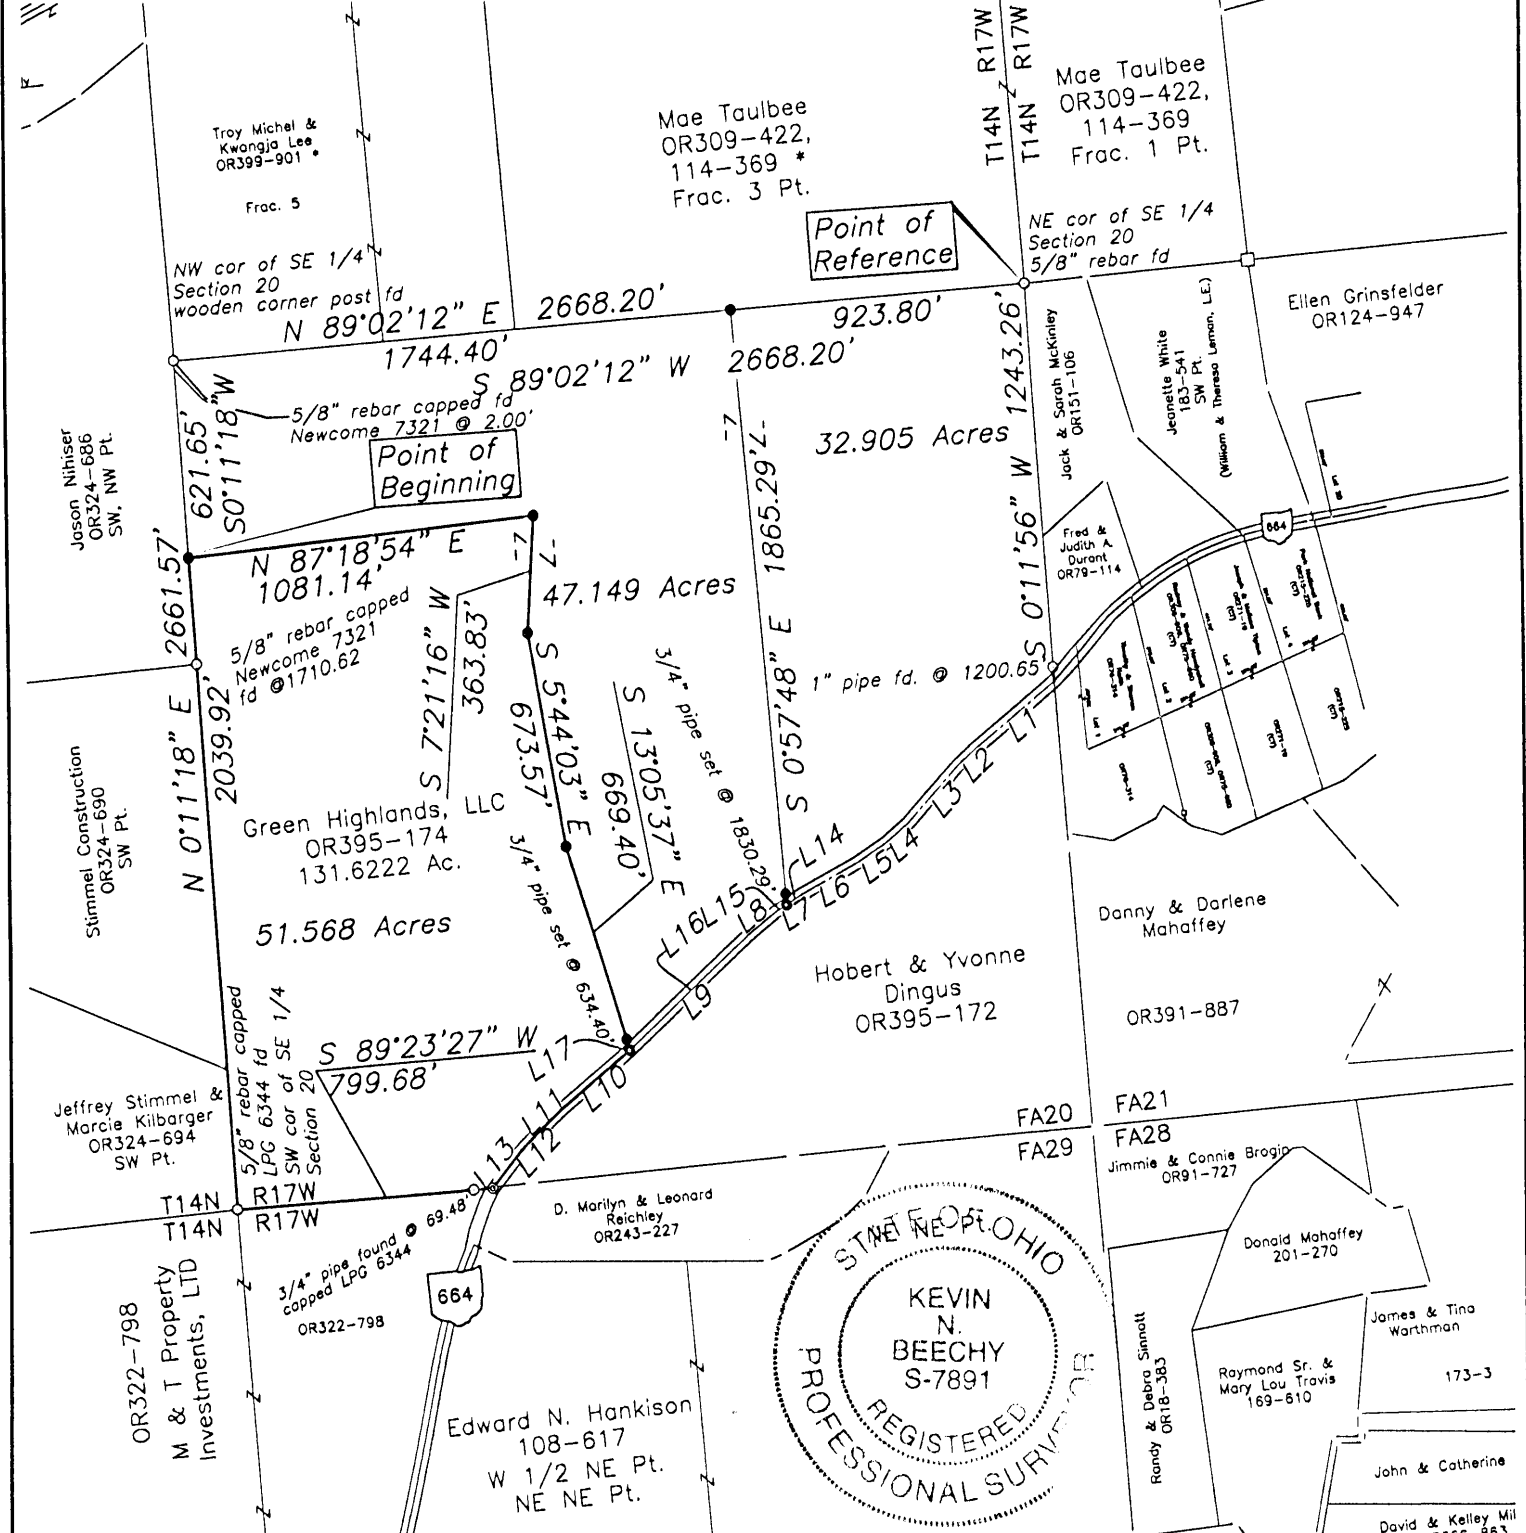 Troy Michel &
Kwangja Lee
OR399-901 *
Frac. 5
Mae Taulbee
OR309-422,
114-369 *
Frac. 3 Pt.
T14N R17W
T14N R17W
Mae Taulbee
OR309-422,
114-369
Frac. 1 Pt.
Point of
Reference
NE cor of SE 1/4
Section 20
5/8" rebar fd
NW cor of SE 1/4
Section 20
wooden corner post fd
N 89°02'12" E 2668.20'
923.80'
1744.40'
S 89°02'12" W 2668.20'
Ellen Grinsfelder
OR124-947
Jack & Sarah McKinley
OR151-106
Jeanette White
183-541
SW Pt.
(William & Theresa Leman, L.E.)
5/8" rebar capped fd
Newcome 7321 @ 2.00'
Jason Nihiser
OR324-686
SW, NW Pt.
621.65'
S0°11'18"W
Point of
Beginning
32.905 Acres
S 0°11'56" W 1243.26'
N 87°18'54" E
1081.14'
5/8" rebar capped
Newcome 7321
fd @1710.62
47.149 Acres
S 7°21'16" W
363.83'
S 5°44'03" E
673.57'
S 13°05'37" E
669.40'
3/4" pipe set @ 1830.29'
S 0°57'48" E 1865.29'
1" pipe fd. @ 1200.65'
Fred &
Judith A.
Durant
OR79-114
664
N 0°11'18" E 2661.57'
2039.92'
Stimmel Construction
OR324-690
SW Pt.
Green Highlands, LLC
OR395-174
131.6222 Ac.
51.568 Acres
3/4" pipe set @ 634.40'
L1
L2
L3
L4
L5
L6
L7
L14
L8
L15
L16
L9
L17
L10
L11
L12
L13
Danny & Darlene
Mahaffey
OR391-887
Hobert & Yvonne
Dingus
OR395-172
Jeffrey Stimmel &
Marcie Kilbarger
OR324-694
SW Pt.
5/8" rebar capped
LPG 6344 fd
SW cor of SE 1/4
Section 20
S 89°23'27" W
799.68'
FA20
FA21
FA29
FA28
T14N R17W
T14N R17W
3/4" pipe found @ 69.48'
capped LPG 6344
OR322-798
664
D. Marilyn & Leonard
Reichley
OR243-227
NE NE Pt.
STATE OF OHIO
KEVIN
N.
BEECHY
S-7891
REGISTERED
PROFESSIONAL SURVEYOR
Jimmie & Connie Brogin
OR91-727
Donald Mahaffey
201-270
James & Tina
Warthman
173-3
Raymond Sr. &
Mary Lou Travis
169-610
Randy & Debra Sinnott
OR18-383
John & Catherine
David & Kelley Mil
OR322-798
M & T Property
Investments, LTD
Edward N. Hankison
108-617
W 1/2 NE Pt.
NE NE Pt.